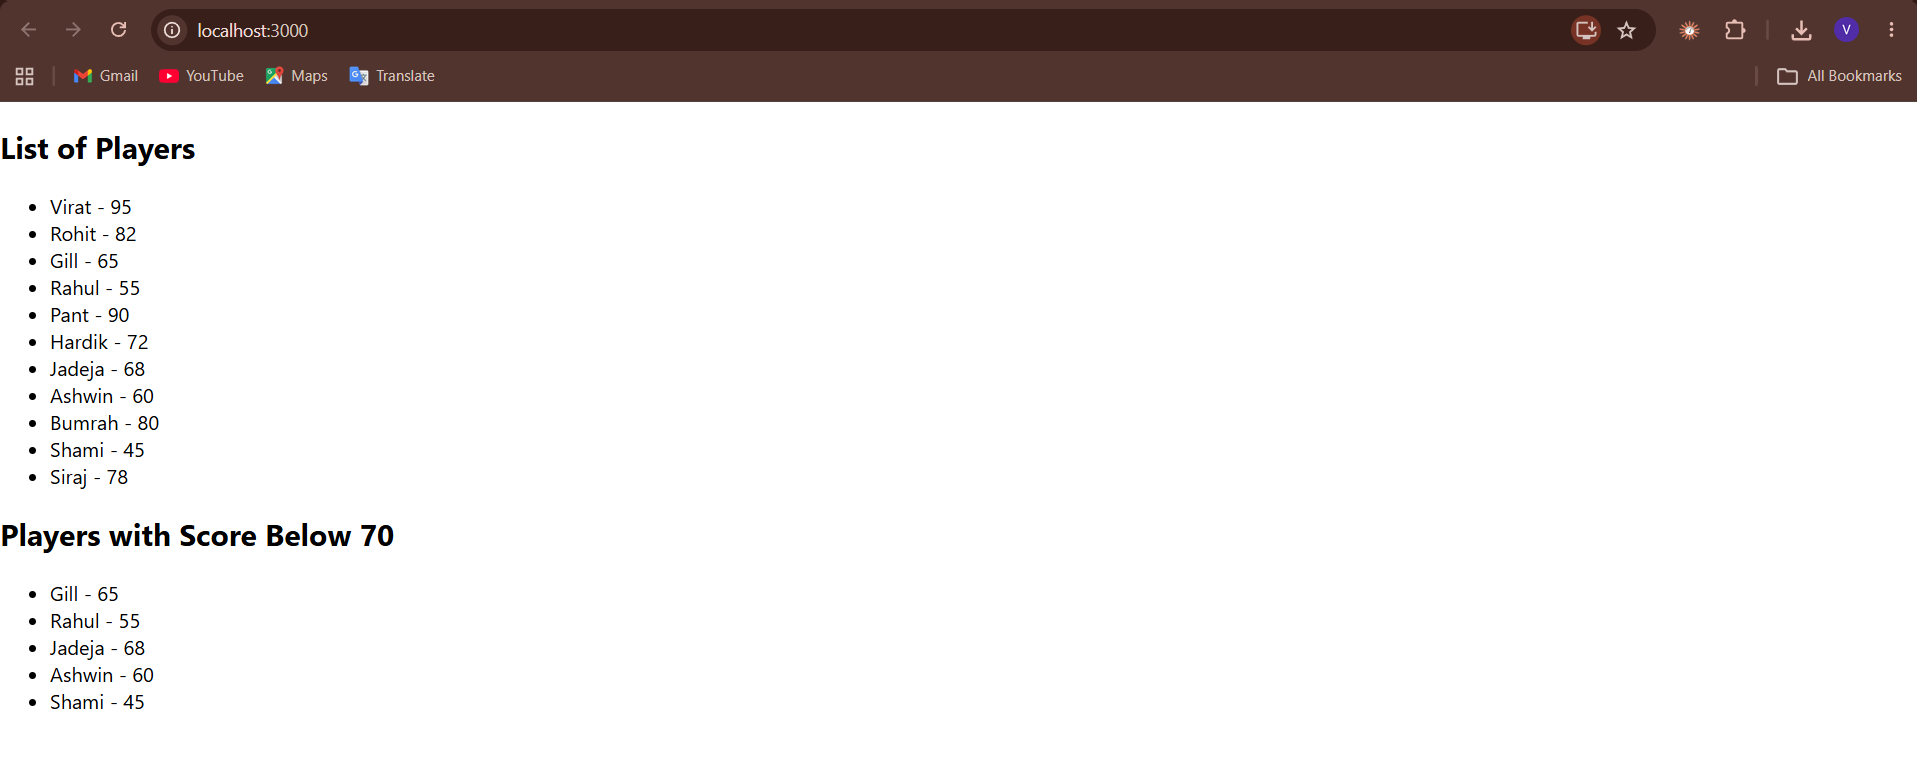 localhost:3000
V
Gmail
YouTube
Maps
Translate
All Bookmarks
List of Players
• Virat - 95
• Rohit - 82
• Gill - 65
• Rahul - 55
• Pant - 90
• Hardik - 72
• Jadeja - 68
• Ashwin - 60
• Bumrah - 80
• Shami - 45
• Siraj - 78
Players with Score Below 70
• Gill - 65
• Rahul - 55
• Jadeja - 68
• Ashwin - 60
• Shami - 45